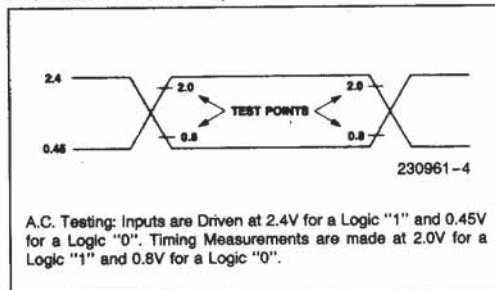 2.4
2.0
2.0
TEST POINTS
0.8
0.8
0.45
230961-4
A.C. Testing: Inputs are Driven at 2.4V for a Logic "1" and 0.45V
for a Logic "0". Timing Measurements are made at 2.0V for a
Logic "1" and 0.8V for a Logic "0".